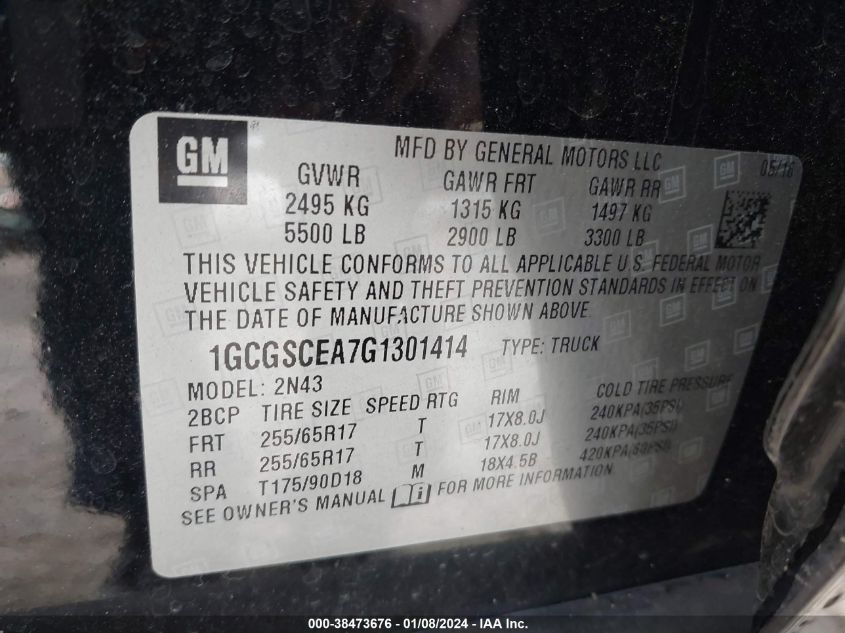 GM
MFD BY GENERAL MOTORS LLC 05/16
GVWR GAWR FRT GAWR RR
2495 KG 1315 KG 1497 KG
5500 LB 2900 LB 3300 LB
THIS VEHICLE CONFORMS TO ALL APPLICABLE U.S. FEDERAL MOTOR
VEHICLE SAFETY AND THEFT PREVENTION STANDARDS IN EFFECT ON
THE DATE OF MANUFACTURE SHOWN ABOVE.
1GCGSCEA7G1301414 TYPE: TRUCK
MODEL: 2N43
2BCP TIRE SIZE SPEED RTG RIM COLD TIRE PRESSURE
FRT 255/65R17 T 17X8.0J 240KPA(35PSI)
RR 255/65R17 T 17X8.0J 240KPA(35PSI)
SPA T175/90D18 M 18X4.5B 420KPA(60PSI)
SEE OWNER'S MANUAL FOR MORE INFORMATION
000-38473676 | 01/08/2024 | IAA Inc.